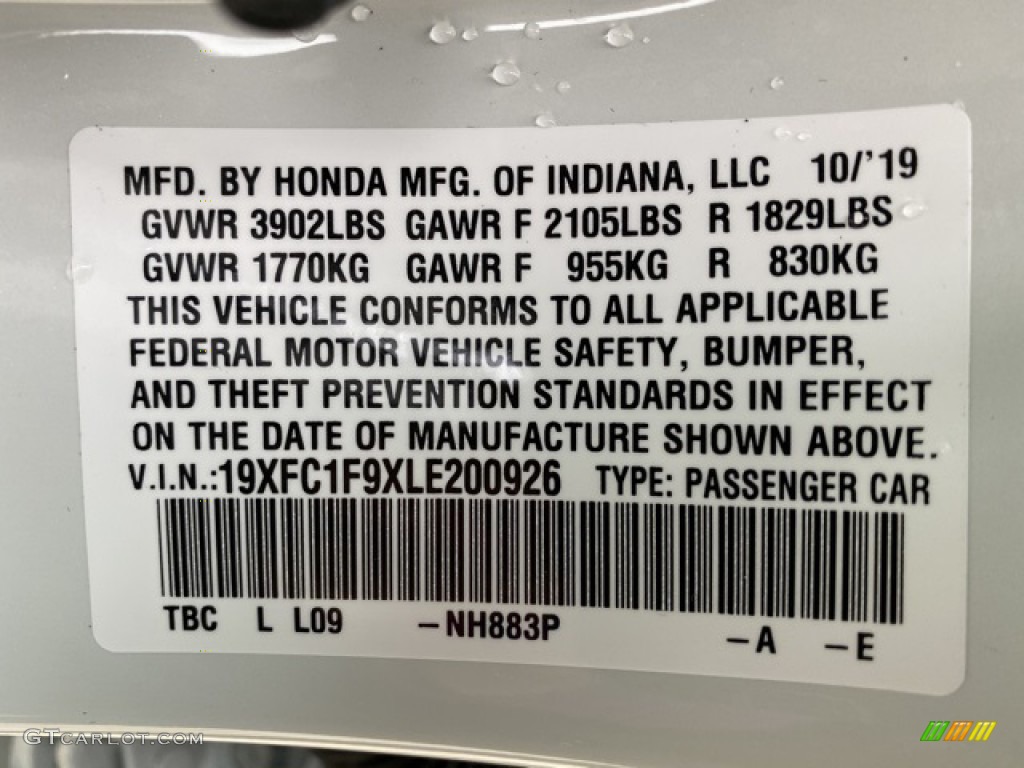 MFD. BY HONDA MFG. OF INDIANA, LLC 10/'19
GVWR 3902LBS GAWR F 2105LBS R 1829LBS
GVWR 1770KG GAWR F 955KG R 830KG
THIS VEHICLE CONFORMS TO ALL APPLICABLE
FEDERAL MOTOR VEHICLE SAFETY, BUMPER,
AND THEFT PREVENTION STANDARDS IN EFFECT
ON THE DATE OF MANUFACTURE SHOWN ABOVE.
V.I.N.:19XFC1F9XLE200926 TYPE: PASSENGER CAR
TBC L L09 -NH883P -A -E
GTCARLOT.COM